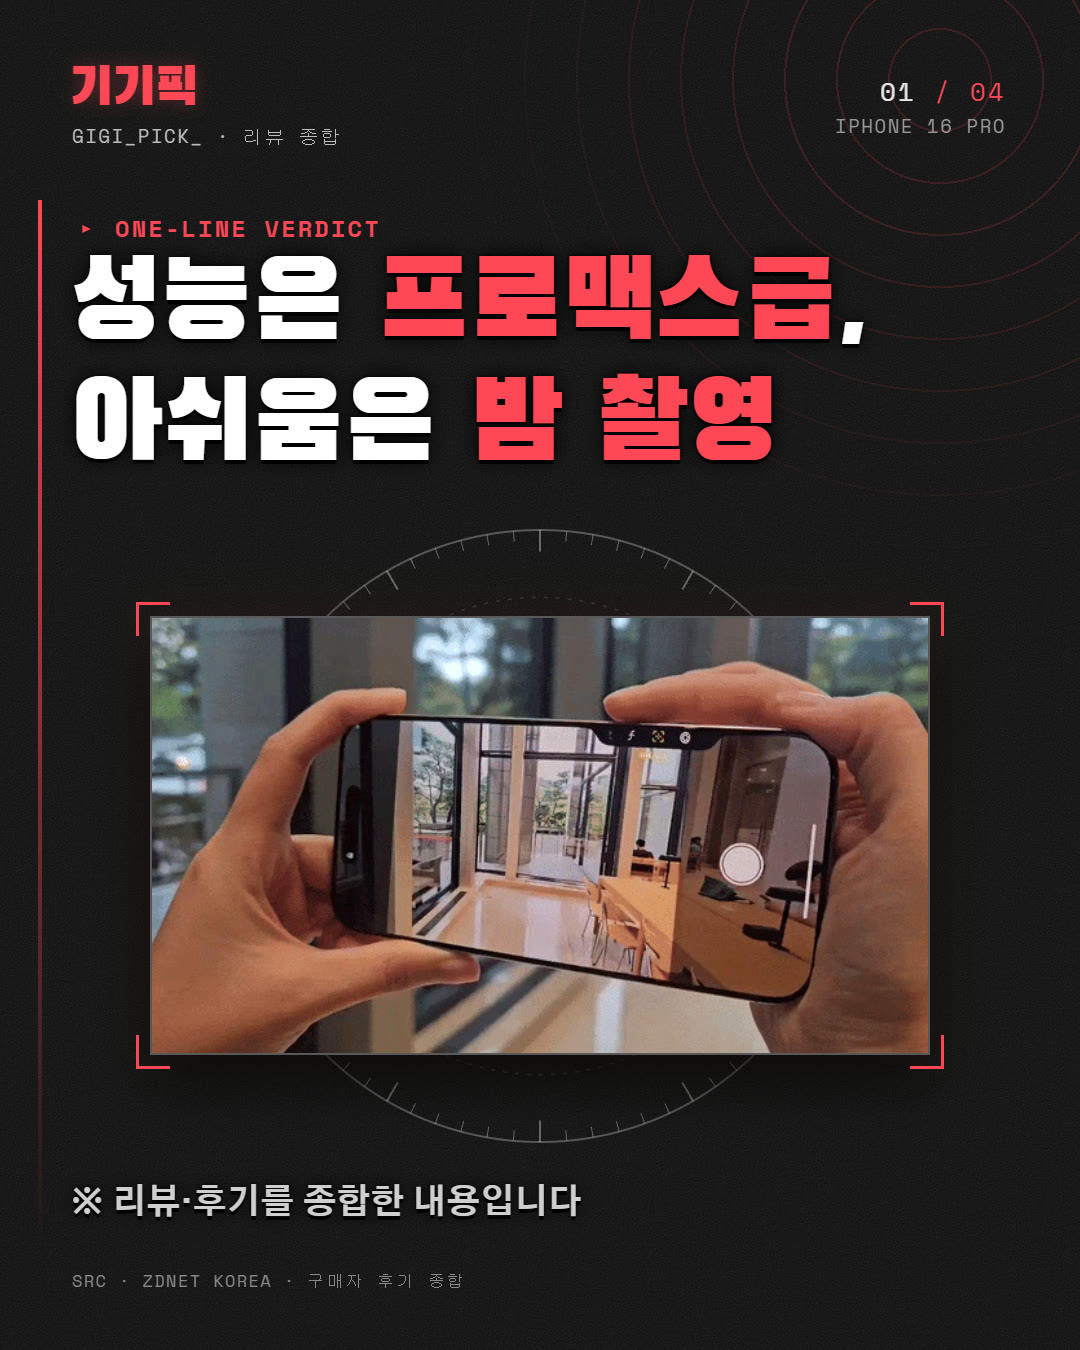 기기픽
GIGI_PICK_ · 리뷰 종합
01 / 04
IPHONE 16 PRO
▸ ONE-LINE VERDICT
성능은 프로맥스급,
아쉬움은 밤 촬영
※ 리뷰·후기를 종합한 내용입니다
SRC · ZDNET KOREA · 구매자 후기 종합